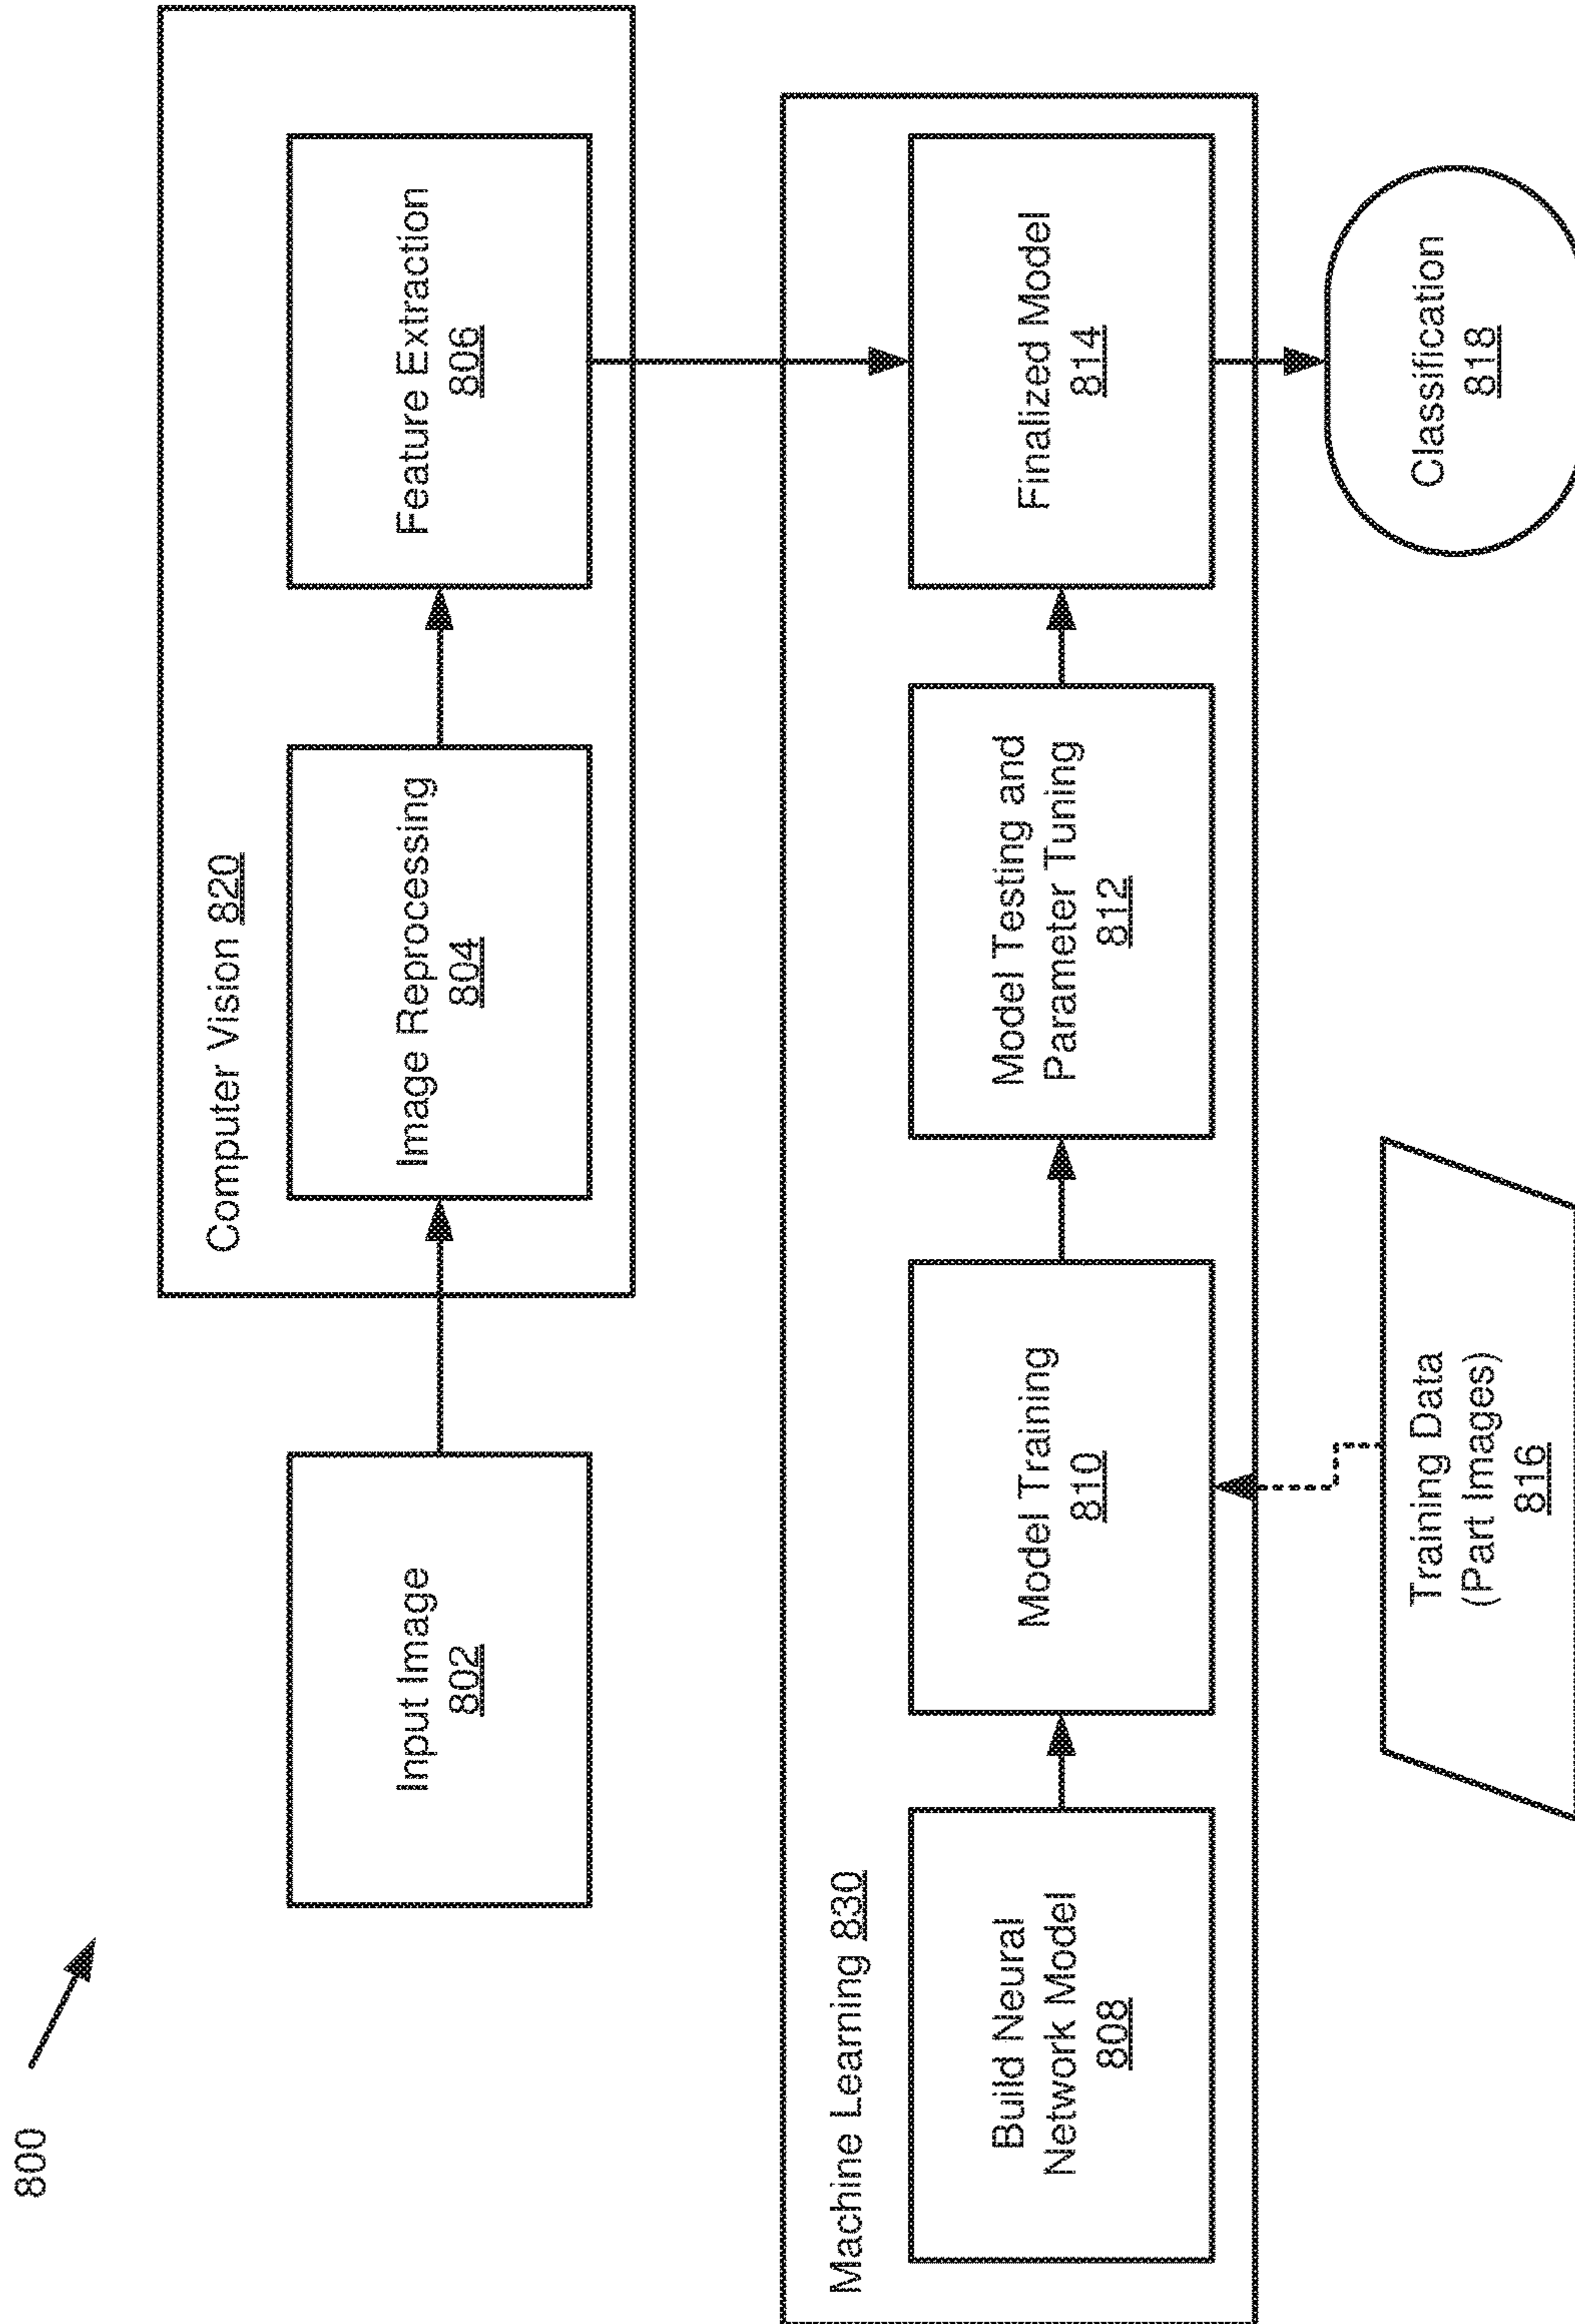 800
Computer Vision 820
Input Image
802
Image Reprocessing
804
Feature Extraction
806
Machine Learning 830
Build Neural
Network Model
808
Model Training
810
Model Testing and
Parameter Tuning
812
Finalized Model
814
Training Data
(Part Images)
816
Classification
818